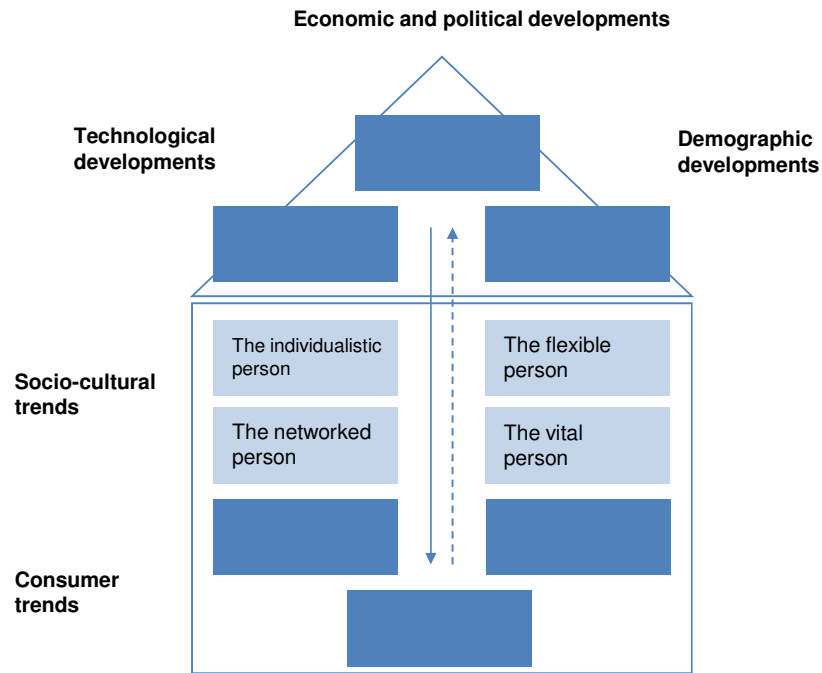 Economic and political developments
Technological
developments
Demographic
developments
The individualistic
person
The flexible
person
Socio-cultural
trends
The networked
person
The vital
person
Consumer
trends